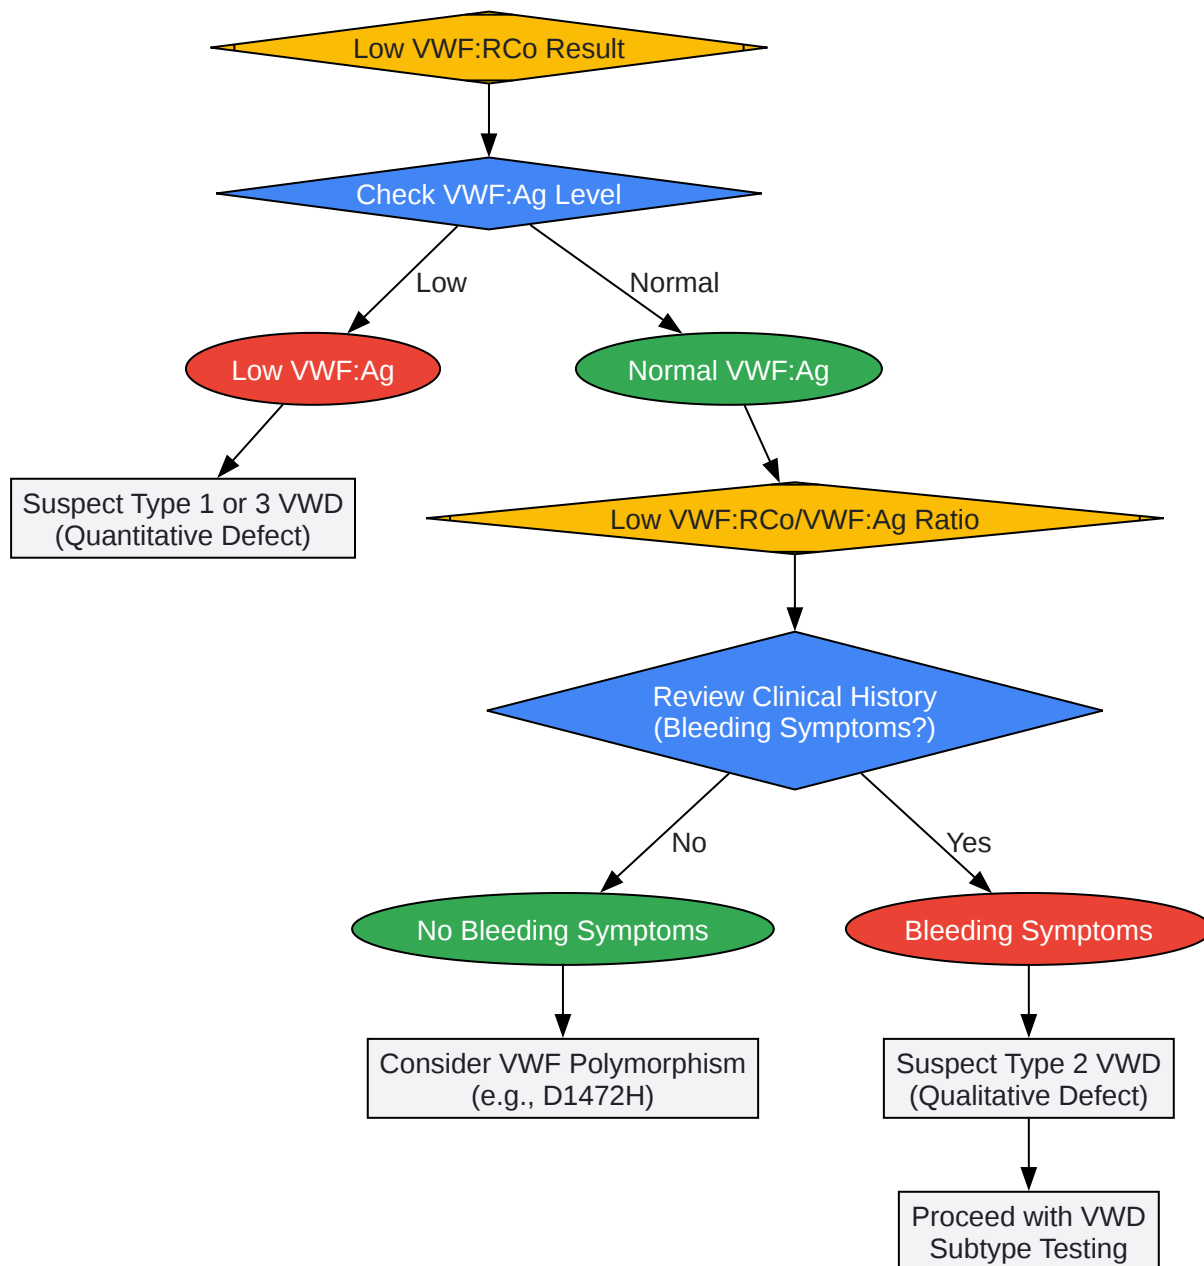 Low VWF:RCo Result
Check VWF:Ag Level
Low
Normal
Low VWF:Ag
Normal VWF:Ag
Suspect Type 1 or 3 VWD
(Quantitative Defect)
Low VWF:RCo/VWF:Ag Ratio
Review Clinical History
(Bleeding Symptoms?)
No
Yes
No Bleeding Symptoms
Bleeding Symptoms
Consider VWF Polymorphism
(e.g., D1472H)
Suspect Type 2 VWD
(Qualitative Defect)
Proceed with VWD
Subtype Testing